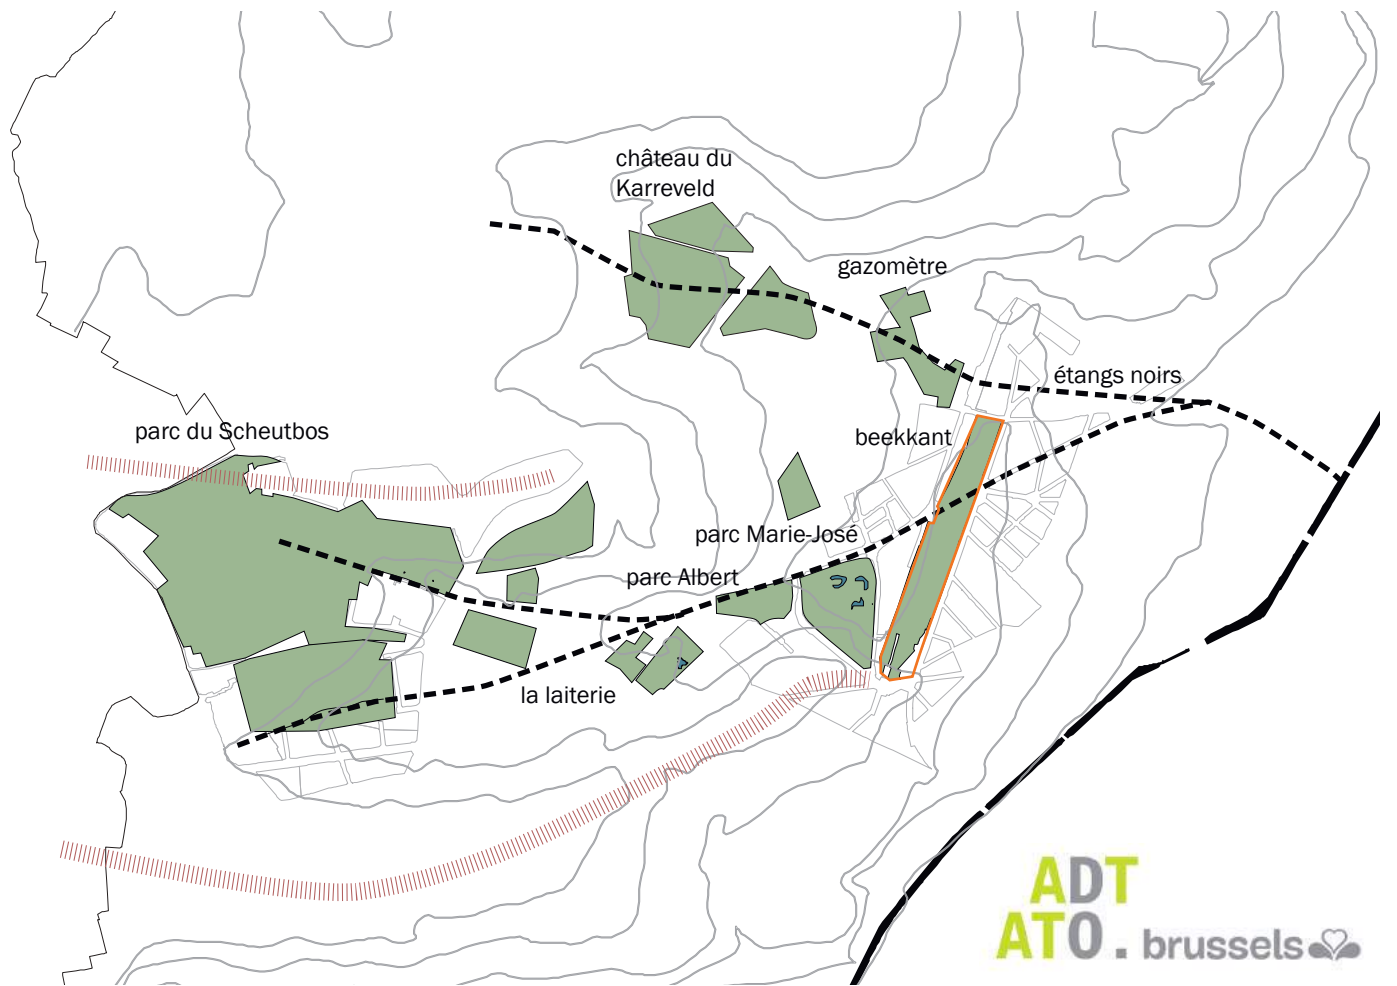 château du
Karreveld
gazomètre
étangs noirs
parc du Scheutbos
beekkant
parc Marie-José
parc Albert
la laiterie
ADT
ATO. brussels